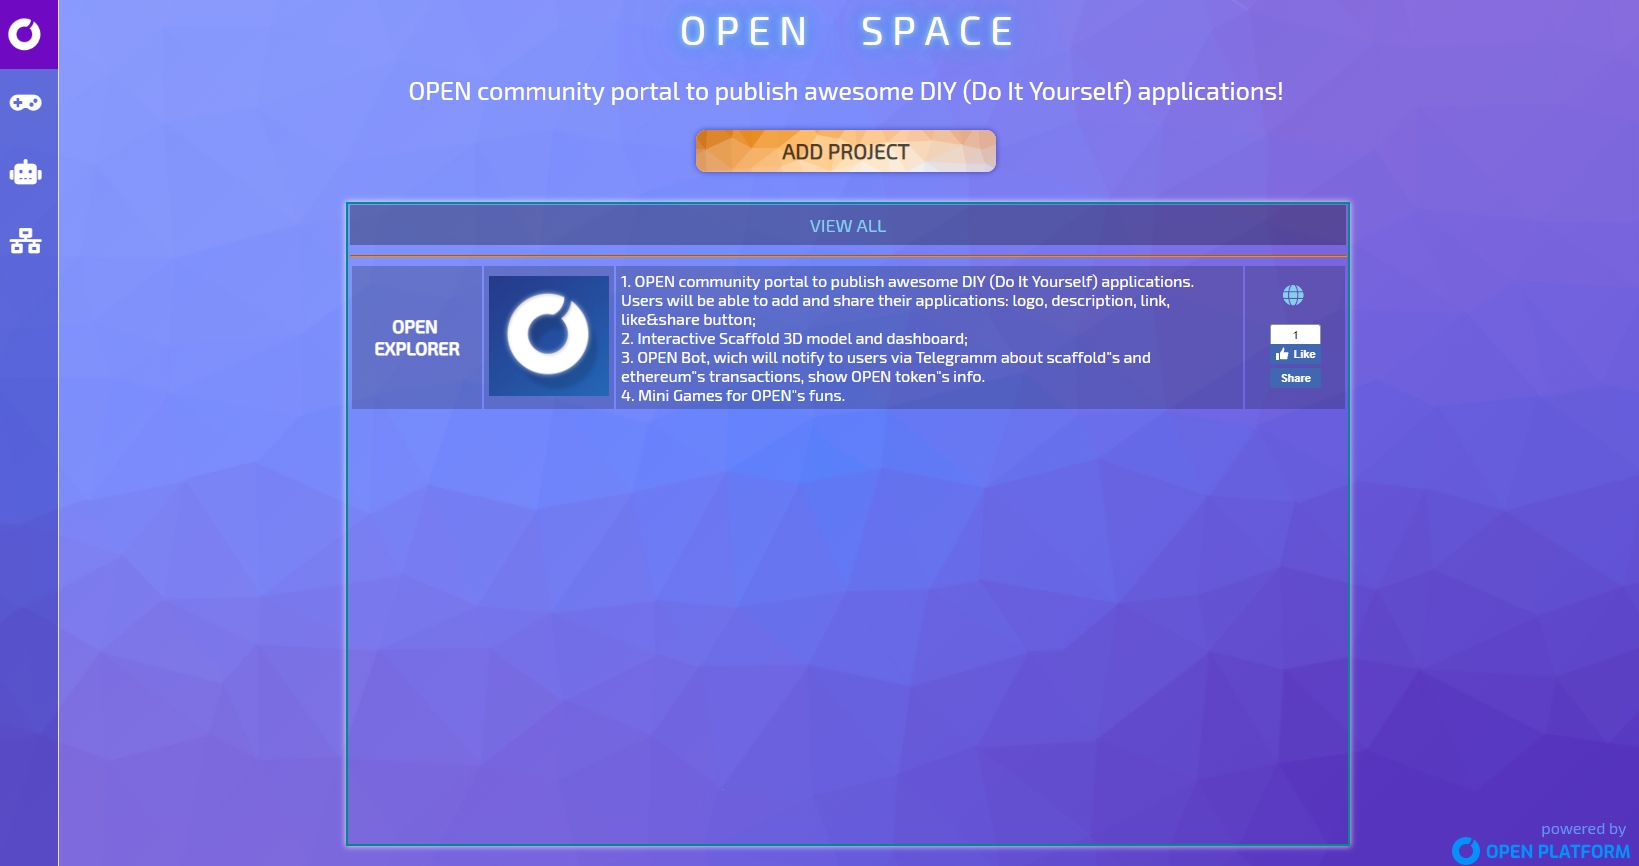 OPEN SPACE
OPEN community portal to publish awesome DIY (Do It Yourself) applications!
ADD PROJECT
VIEW ALL
OPEN
EXPLORER
1. OPEN community portal to publish awesome DIY (Do It Yourself) applications.
Users will be able to add and share their applications: logo, description, link,
like&share button;
2. Interactive Scaffold 3D model and dashboard;
3. OPEN Bot, wich will notify to users via Telegramm about scaffold"s and
ethereum"s transactions, show OPEN token"s info.
4. Mini Games for OPEN"s funs.
1
Like
Share
powered by
OPEN PLATFORM